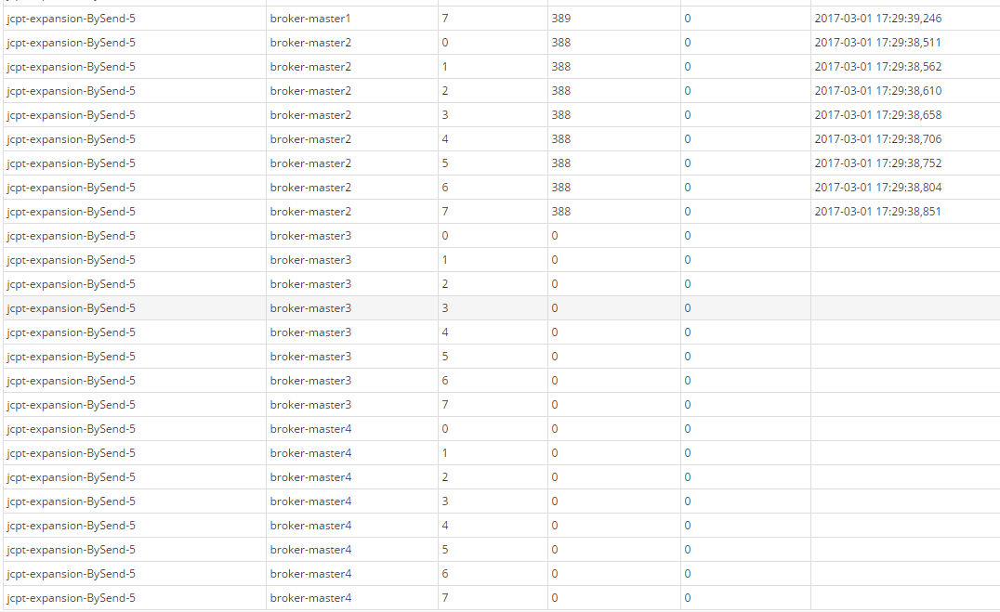 jcpt-expansion-BySend-5 broker-master1 7 389 0 2017-03-01 17:29:39,246
jcpt-expansion-BySend-5 broker-master2 0 388 0 2017-03-01 17:29:38,511
jcpt-expansion-BySend-5 broker-master2 1 388 0 2017-03-01 17:29:38,562
jcpt-expansion-BySend-5 broker-master2 2 388 0 2017-03-01 17:29:38,610
jcpt-expansion-BySend-5 broker-master2 3 388 0 2017-03-01 17:29:38,658
jcpt-expansion-BySend-5 broker-master2 4 388 0 2017-03-01 17:29:38,706
jcpt-expansion-BySend-5 broker-master2 5 388 0 2017-03-01 17:29:38,752
jcpt-expansion-BySend-5 broker-master2 6 388 0 2017-03-01 17:29:38,804
jcpt-expansion-BySend-5 broker-master2 7 388 0 2017-03-01 17:29:38,851
jcpt-expansion-BySend-5 broker-master3 0 0 0
jcpt-expansion-BySend-5 broker-master3 1 0 0
jcpt-expansion-BySend-5 broker-master3 2 0 0
jcpt-expansion-BySend-5 broker-master3 3 0 0
jcpt-expansion-BySend-5 broker-master3 4 0 0
jcpt-expansion-BySend-5 broker-master3 5 0 0
jcpt-expansion-BySend-5 broker-master3 6 0 0
jcpt-expansion-BySend-5 broker-master3 7 0 0
jcpt-expansion-BySend-5 broker-master4 0 0 0
jcpt-expansion-BySend-5 broker-master4 1 0 0
jcpt-expansion-BySend-5 broker-master4 2 0 0
jcpt-expansion-BySend-5 broker-master4 3 0 0
jcpt-expansion-BySend-5 broker-master4 4 0 0
jcpt-expansion-BySend-5 broker-master4 5 0 0
jcpt-expansion-BySend-5 broker-master4 6 0 0
jcpt-expansion-BySend-5 broker-master4 7 0 0